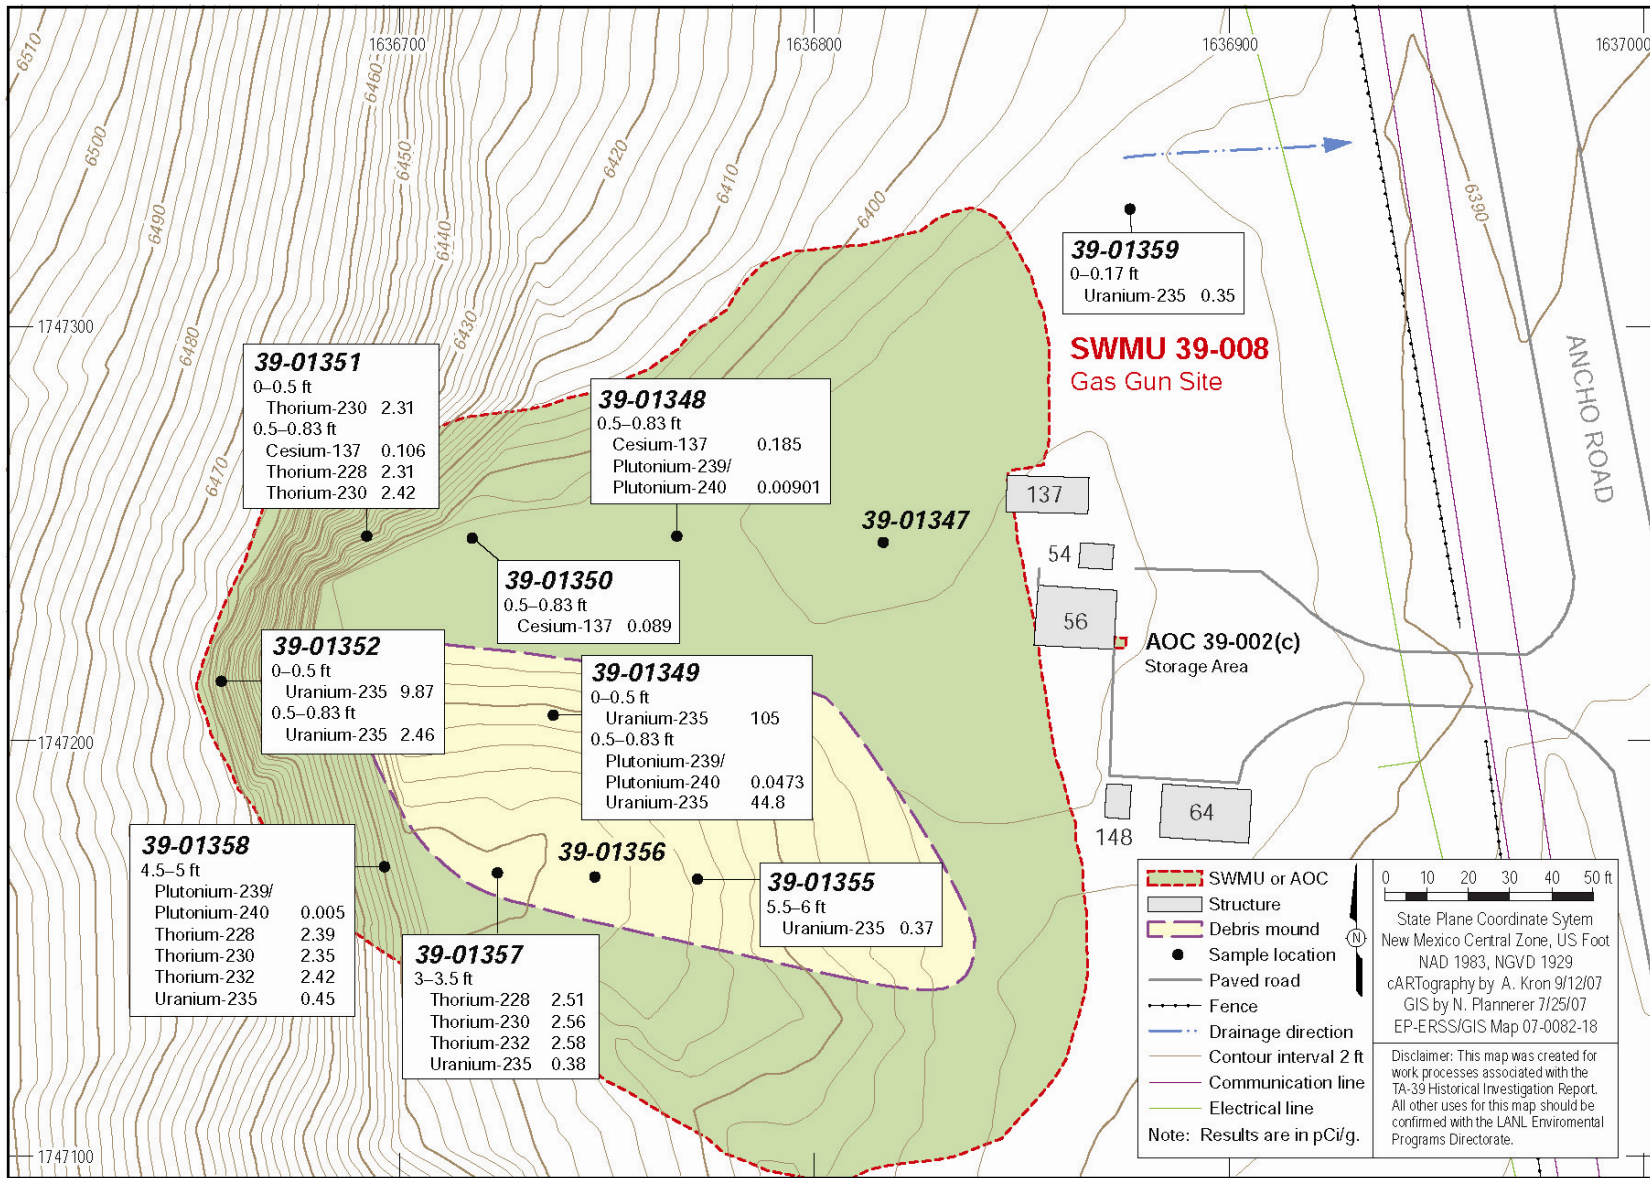 1636700
1636800
1636900
1637000
6510
6500
6490
6480
6470
6460
6450
6440
6430
6420
6410
6400
6390
1747300
1747200
1747100
39-01359
0–0.17 ft
Uranium-235 0.35
SWMU 39-008
Gas Gun Site
ANCHO ROAD
39-01351
0–0.5 ft
Thorium-230 2.31
0.5–0.83 ft
Cesium-137 0.106
Thorium-228 2.31
Thorium-230 2.42
39-01348
0.5–0.83 ft
Cesium-137 0.185
Plutonium-239/
Plutonium-240 0.00901
39-01347
137
54
56
39-01350
0.5–0.83 ft
Cesium-137 0.089
AOC 39-002(c)
Storage Area
39-01352
0–0.5 ft
Uranium-235 9.87
0.5–0.83 ft
Uranium-235 2.46
39-01349
0–0.5 ft
Uranium-235 105
0.5–0.83 ft
Plutonium-239/
Plutonium-240 0.0473
Uranium-235 44.8
148
64
39-01358
4.5–5 ft
Plutonium-239/
Plutonium-240 0.005
Thorium-228 2.39
Thorium-230 2.35
Thorium-232 2.42
Uranium-235 0.45
39-01356
39-01355
5.5–6 ft
Uranium-235 0.37
39-01357
3–3.5 ft
Thorium-228 2.51
Thorium-230 2.56
Thorium-232 2.58
Uranium-235 0.38
SWMU or AOC
Structure
Debris mound
Sample location
Paved road
Fence
Drainage direction
Contour interval 2 ft
Communication line
Electrical line
Note: Results are in pCi/g.
N
0 10 20 30 40 50 ft
State Plane Coordinate Sytem
New Mexico Central Zone, US Foot
NAD 1983, NGVD 1929
cARTography by A. Kron 9/12/07
GIS by N. Plannerer 7/25/07
EP-ERSS/GIS Map 07-0082-18
Disclaimer: This map was created for
work processes associated with the
TA-39 Historical Investigation Report.
All other uses for this map should be
confirmed with the LANL Enviromental
Programs Directorate.